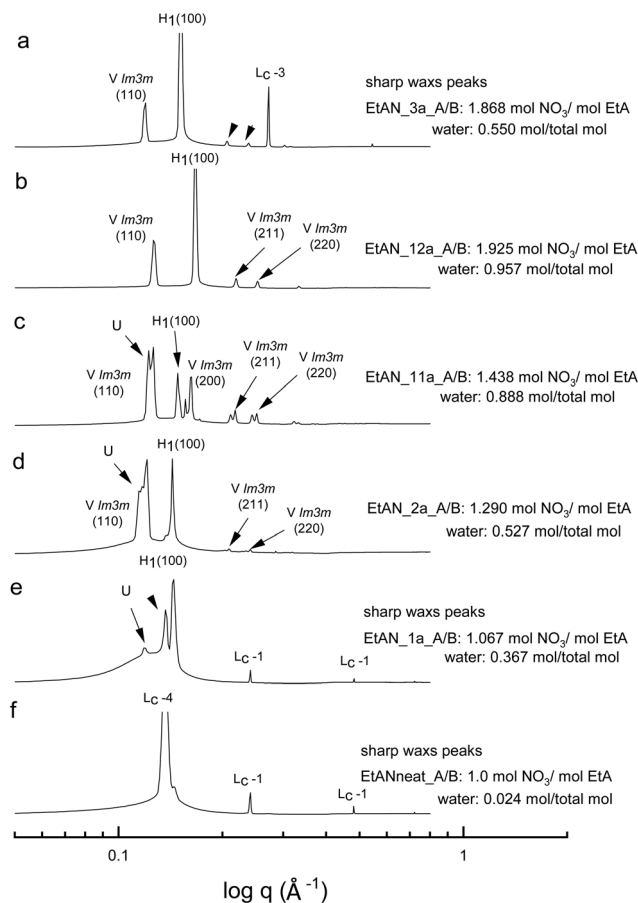 a
H1(100)
V Im3m
(110)
LC -3
sharp waxs peaks
EtAN_3a_A/B: 1.868 mol NO3/ mol EtA
water: 0.550 mol/total mol
b
H1(100)
V Im3m
(110)
V Im3m
(211)
V Im3m
(220)
EtAN_12a_A/B: 1.925 mol NO3/ mol EtA
water: 0.957 mol/total mol
c
U
H1(100)
V Im3m
(110)
V Im3m
(200)
V Im3m
(211)
V Im3m
(220)
EtAN_11a_A/B: 1.438 mol NO3/ mol EtA
water: 0.888 mol/total mol
d
U
H1(100)
V Im3m
(110)
V Im3m
(211)
V Im3m
(220)
EtAN_2a_A/B: 1.290 mol NO3/ mol EtA
water: 0.527 mol/total mol
e
H1(100)
U
LC -1
LC -1
sharp waxs peaks
EtAN_1a_A/B: 1.067 mol NO3/ mol EtA
water: 0.367 mol/total mol
f
LC -4
LC -1
LC -1
sharp waxs peaks
EtANneat_A/B: 1.0 mol NO3/ mol EtA
water: 0.024 mol/total mol
0.1
1
log q (Å-1)